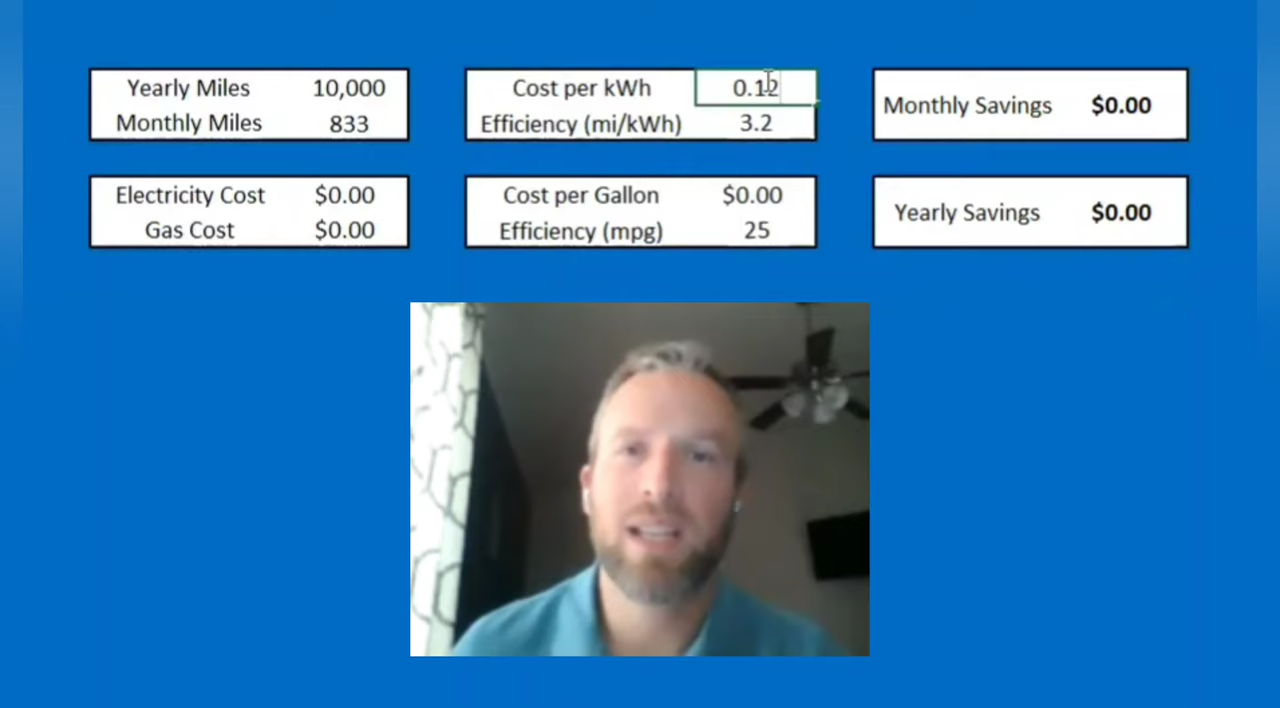 Yearly Miles 10,000
Monthly Miles 833
Cost per kWh 0.12
Efficiency (mi/kWh) 3.2
Monthly Savings $0.00
Electricity Cost $0.00
Gas Cost $0.00
Cost per Gallon $0.00
Efficiency (mpg) 25
Yearly Savings $0.00